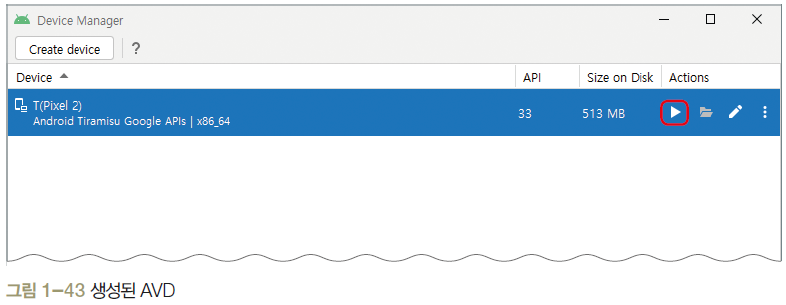 Device Manager
Create device ?
Device API Size on Disk Actions
T(Pixel 2)
Android Tiramisu Google APIs | x86_64
33 513 MB
그림 1-43 생성된 AVD